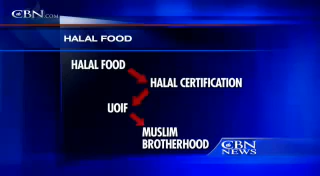 CBN.com
HALAL FOOD
HALAL FOOD
HALAL CERTIFICATION
UOIF
MUSLIM
BROTHERHOOD
CBN
NEWS